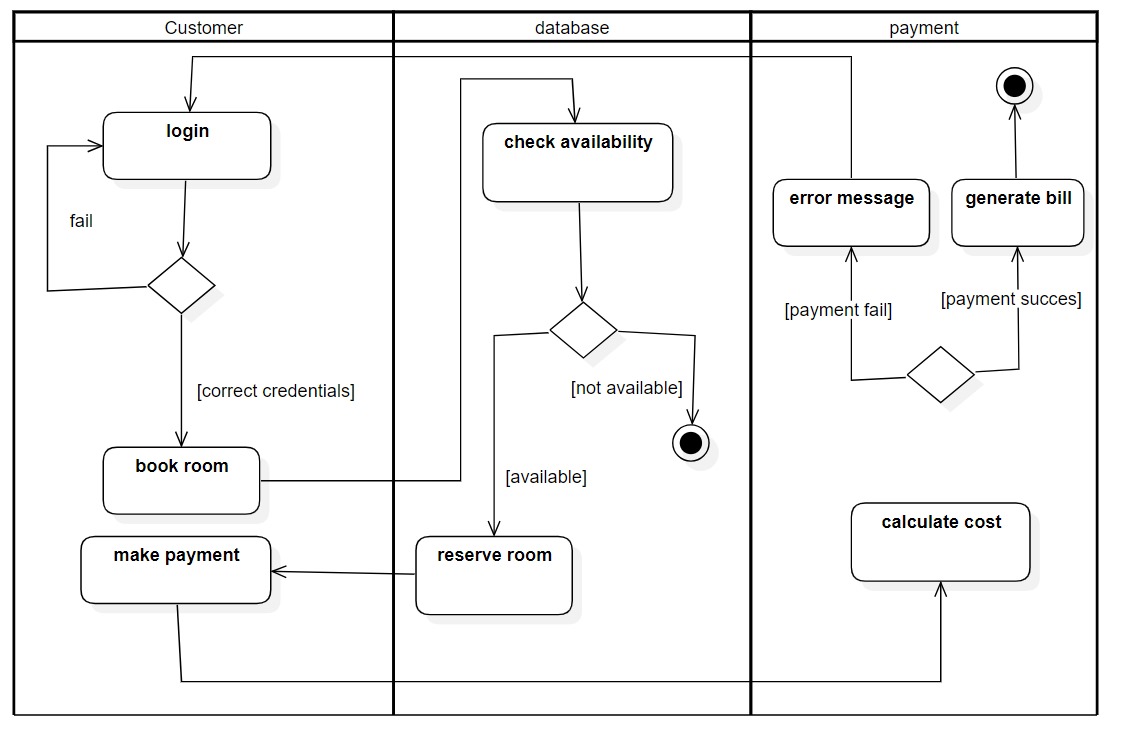 Customer
database
payment
login
check availability
error message
generate bill
fail
[payment fail]
[payment succes]
[correct credentials]
[not available]
book room
[available]
calculate cost
make payment
reserve room